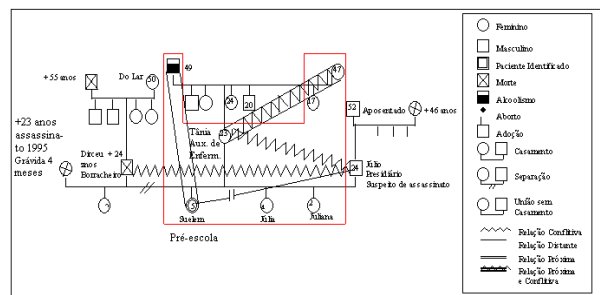 +55 anos
Do Lar
50
49
47
24
20
17
52
Aposentado
+46 anos
+23 anos
assassina-
to 1995
Grávida 4
meses
Tânia
Aux. de
Enferm.
23
Dirceu + 24
anos
Borracheiro
24
Júlio
Presidiário
Suspeito de assassinato
7
5
4
2
Suelem
Júlia
Juliana
Pré-escola
Feminino
Masculino
Paciente Identificado
Morte
Alcoolismo
Aborto
Adoção
Casamento
Separação
União sem
Casamento
Relação Conflitiva
Relação Distante
Relação Próxima
Relação Próxima
e Conflitiva